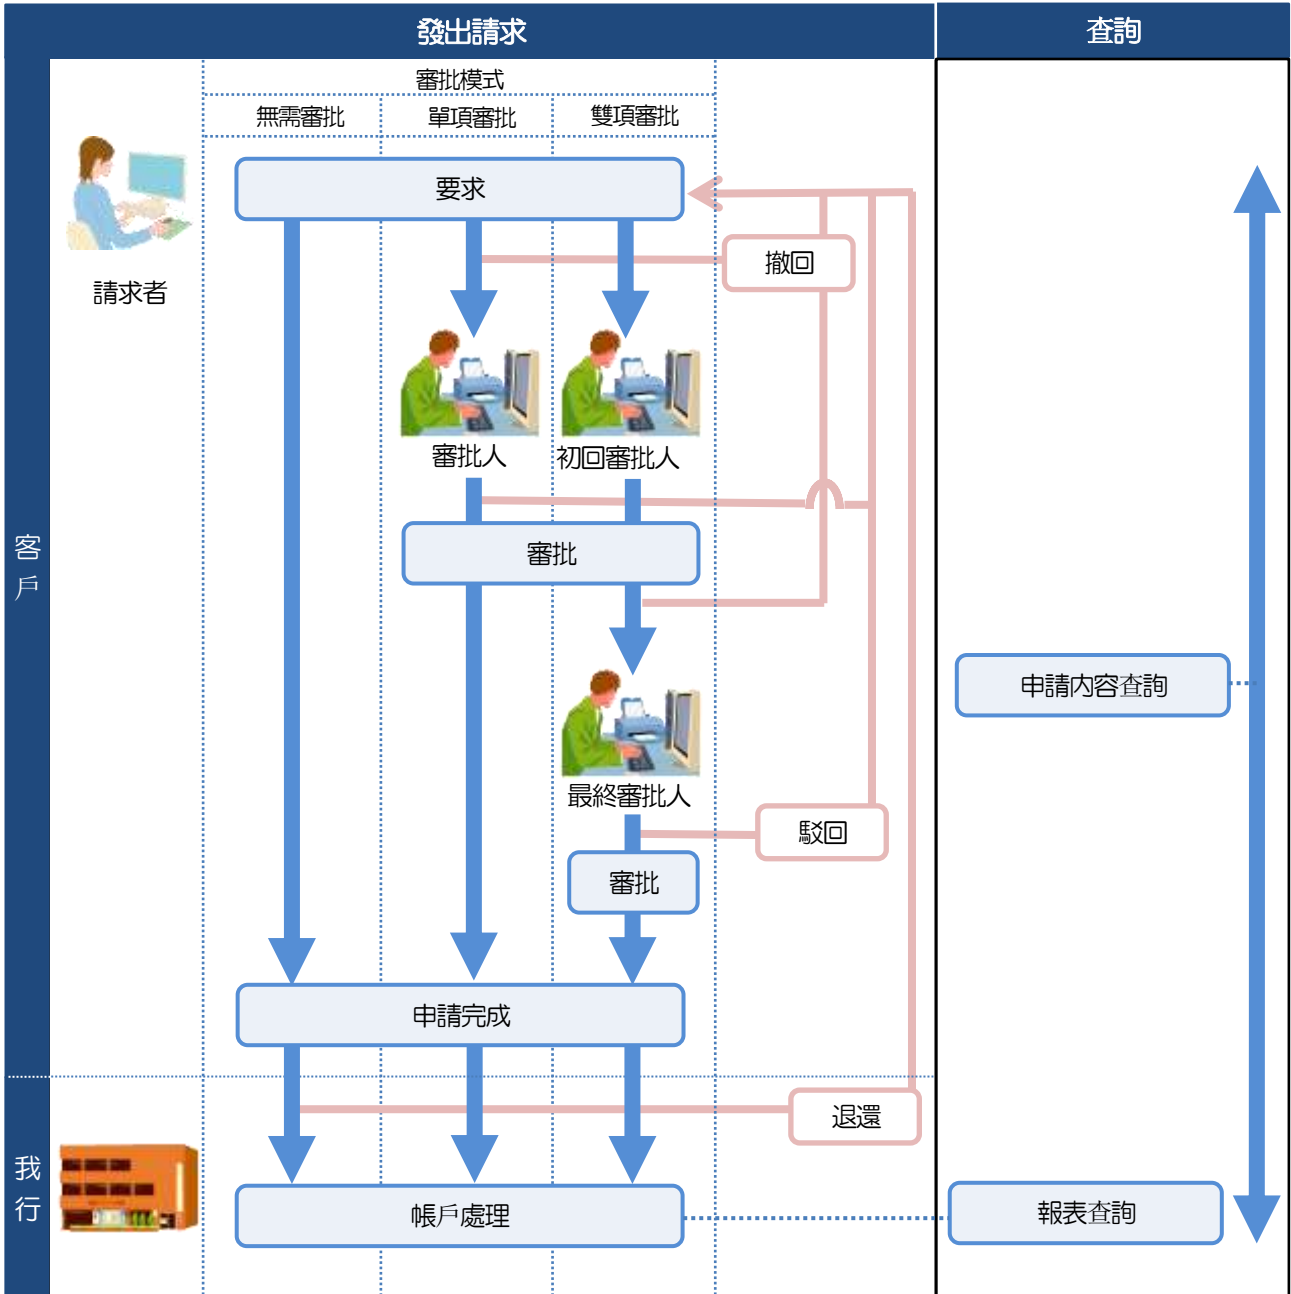 發出請求
查詢
審批模式
無需審批
單項審批
雙項審批
要求
撤回
請求者
審批人
初回審批人
審批
客
戶
申請內容查詢
最終審批人
駁回
審批
申請完成
退還
我
行
帳戶處理
報表查詢